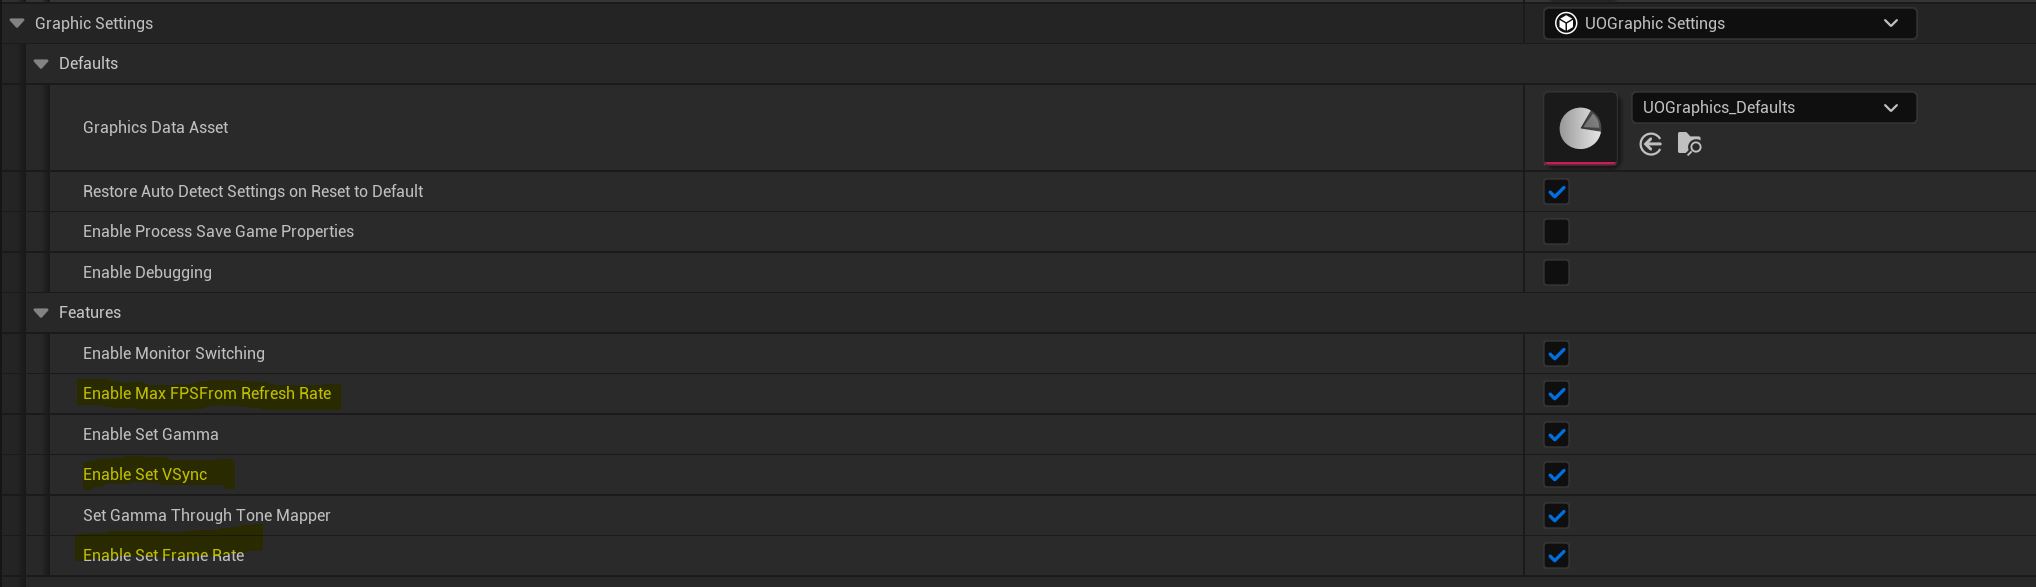 Graphic Settings
UOGraphic Settings
Defaults
Graphics Data Asset
UOGraphics_Defaults
Restore Auto Detect Settings on Reset to Default
Enable Process Save Game Properties
Enable Debugging
Features
Enable Monitor Switching
Enable Max FPSFrom Refresh Rate
Enable Set Gamma
Enable Set VSync
Set Gamma Through Tone Mapper
Enable Set Frame Rate